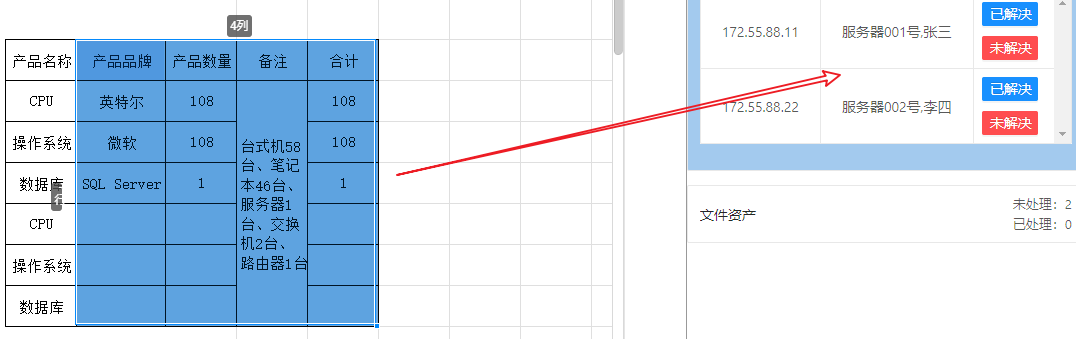 4列
产品名称 产品品牌 产品数量 备注 合计
CPU 英特尔 108 108
操作系统 微软 108 108
台式机58
台、笔记
本46台、
服务器1
台、交换
机2台、
路由器1台
数据库 SQL Server 1 1
行
CPU
操作系统
数据库
172.55.88.11 服务器001号,张三 已解决
未解决
172.55.88.22 服务器002号,李四 已解决
未解决
文件资产 未处理：2
已处理：0